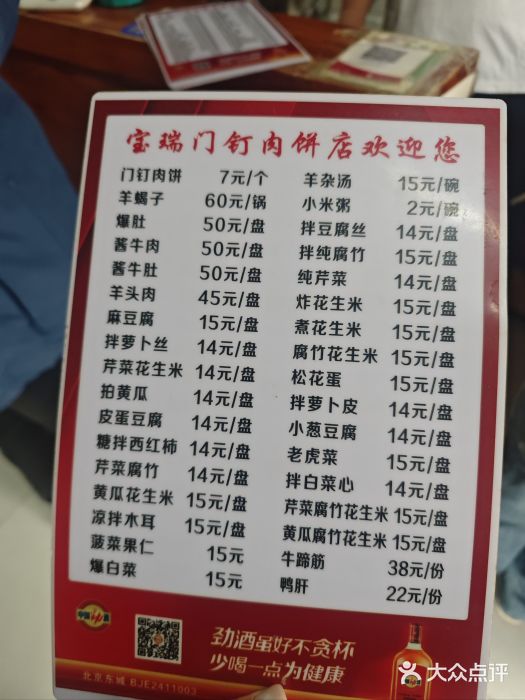 宝瑞门钉肉饼店欢迎您
门钉肉饼 7元/个
羊蝎子 60元/锅
爆肚 50元/盘
酱牛肉 50元/盘
酱牛肚 50元/盘
羊头肉 45元/盘
麻豆腐 15元/盘
拌萝卜丝 14元/盘
芹菜花生米 14元/盘
拍黄瓜 14元/盘
皮蛋豆腐 14元/盘
糖拌西红柿 14元/盘
芹菜腐竹 14元/盘
黄瓜花生米 15元/盘
凉拌木耳 15元/盘
菠菜果仁 15元
爆白菜 15元
羊杂汤 15元/碗
小米粥 2元/碗
拌豆腐丝 14元/盘
拌纯腐竹 15元/盘
纯芹菜 14元/盘
炸花生米 15元/盘
煮花生米 15元/盘
腐竹花生米 15元/盘
松花蛋 15元/盘
拌萝卜皮 14元/盘
小葱豆腐 14元/盘
老虎菜 15元/盘
拌白菜心 14元/盘
芹菜腐竹花生米 15元/盘
黄瓜腐竹花生米 15元/盘
牛蹄筋 38元/份
鸭肝 22元/份
劲酒虽好不贪杯
少喝一点为健康
北京东城 BJE2411003
大众点评